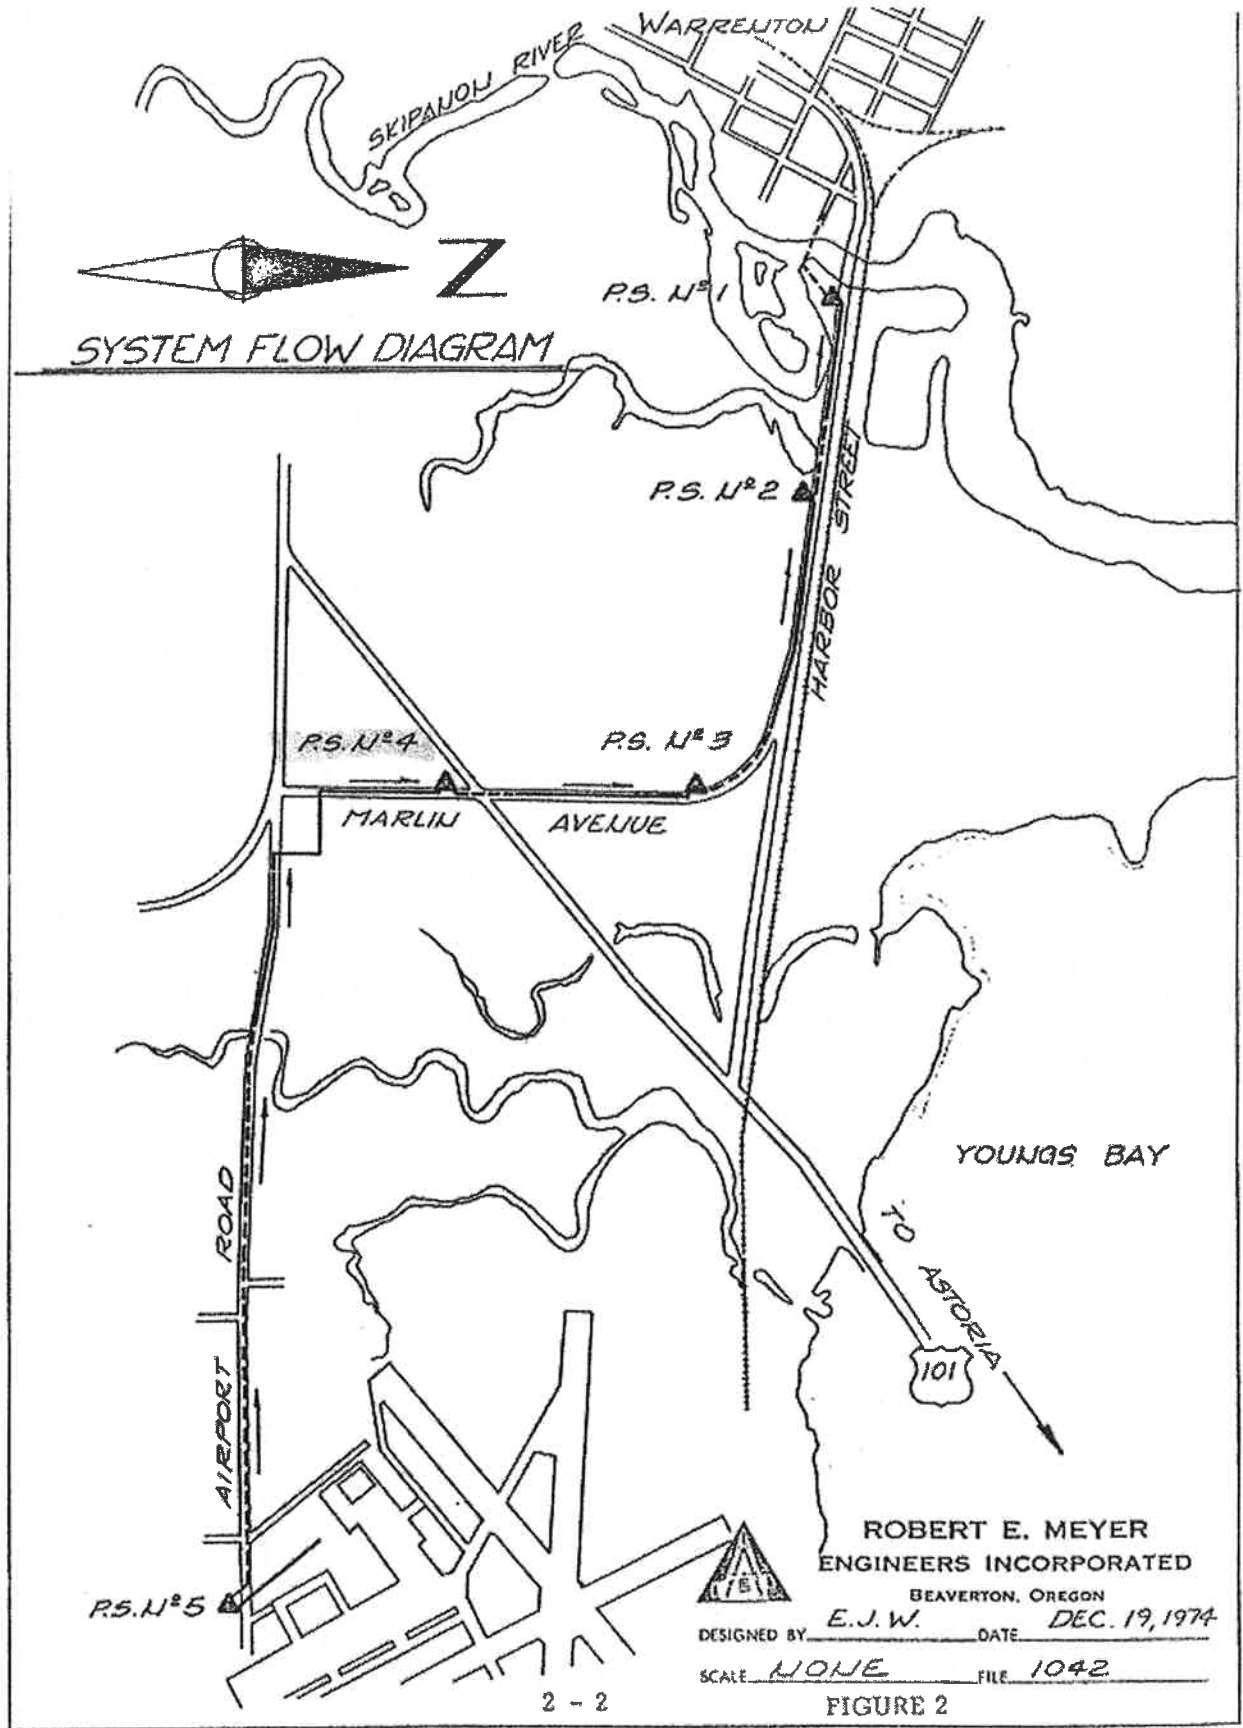 WARRENTON
SKIPANON RIVER
N
SYSTEM FLOW DIAGRAM
P.S. Nº 1
P.S. Nº 2
HARBOR STREET
P.S. Nº 4
P.S. Nº 3
MARLIN AVENUE
YOUNGS BAY
TO ASTORIA
101
AIRPORT ROAD
P.S. Nº 5
ROBERT E. MEYER
ENGINEERS INCORPORATED
BEAVERTON, OREGON
DESIGNED BY E.J.W. DATE DEC. 19, 1974
SCALE NONE FILE 1042
2 - 2
FIGURE 2